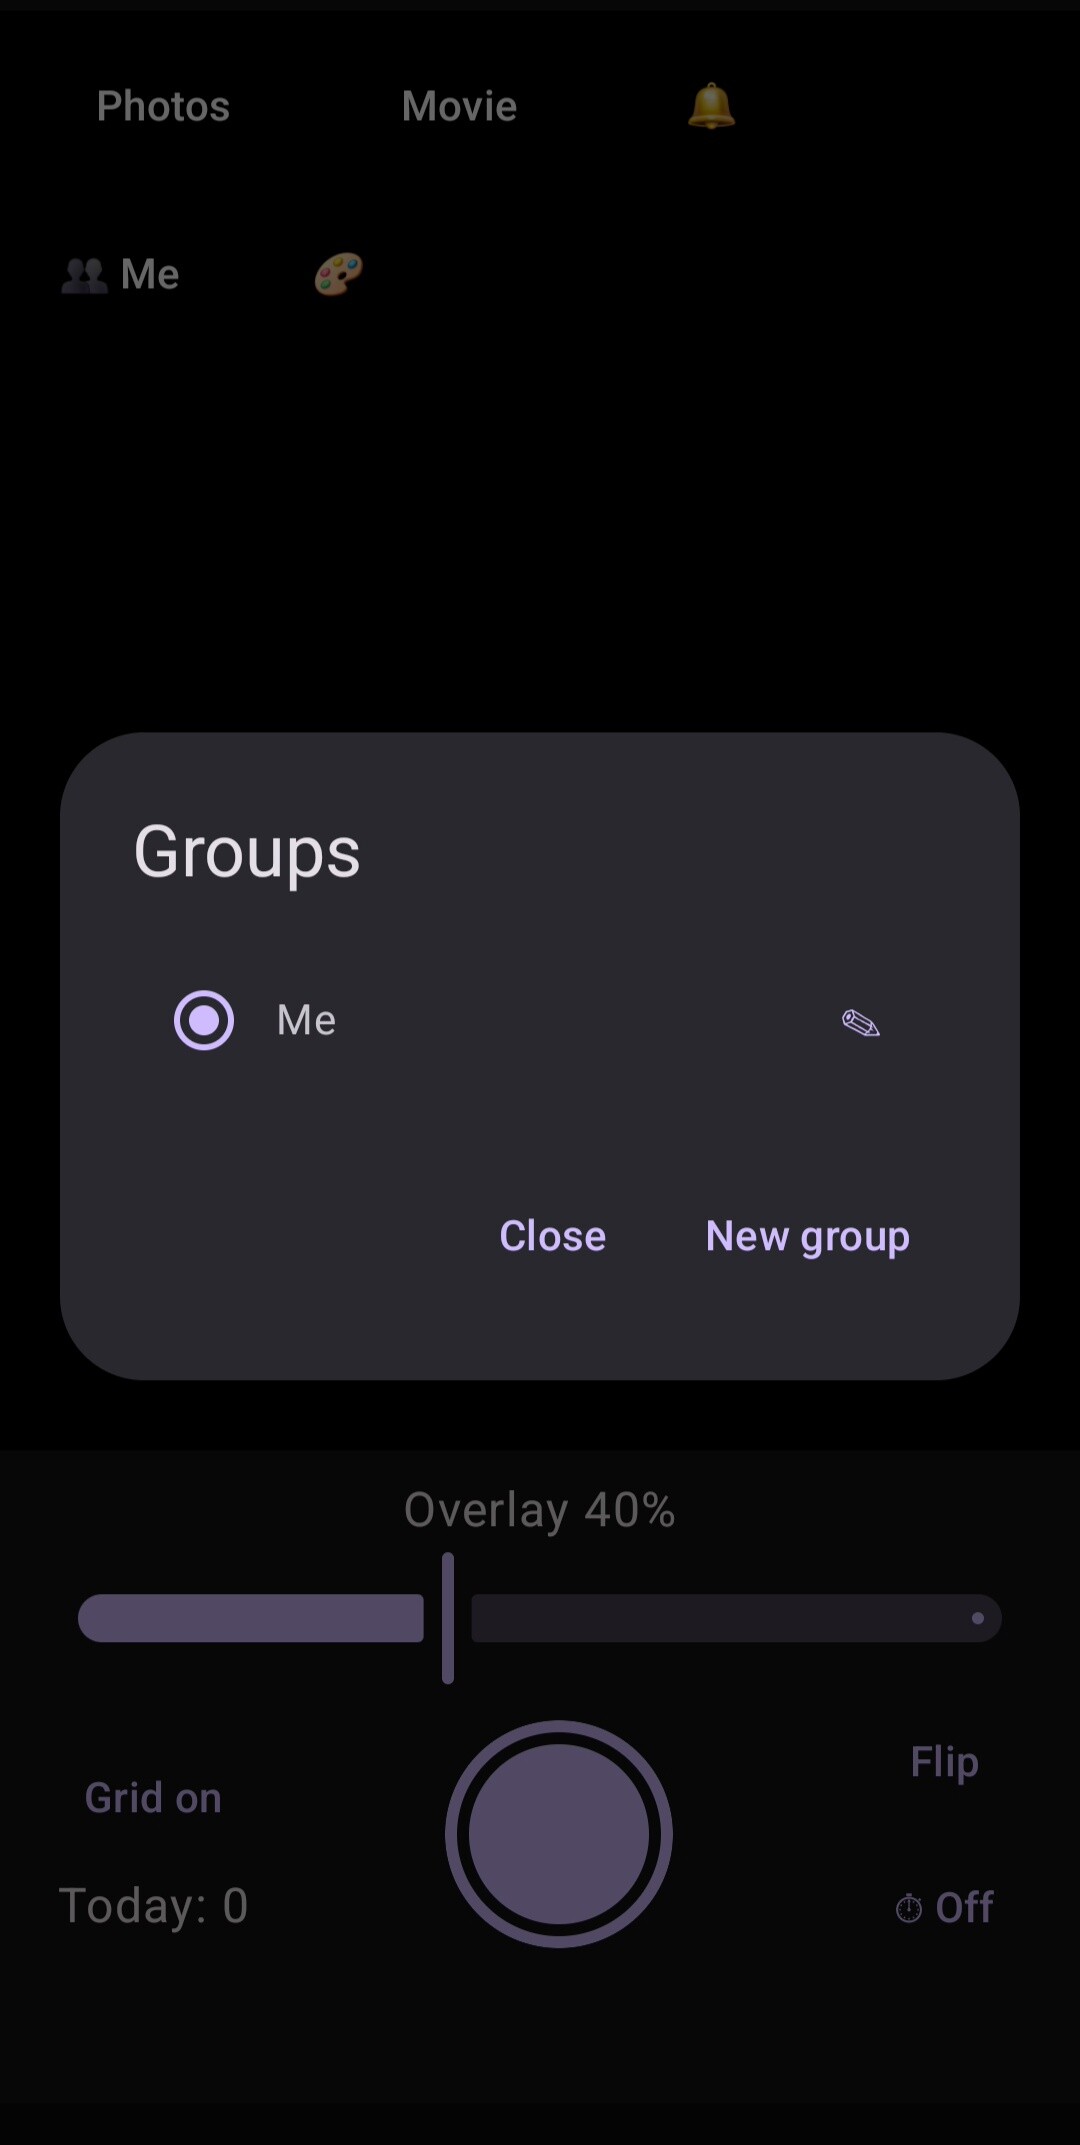 Photos Movie 🔔
👥 Me 🎨
Groups
Me ✏
Close New group
Overlay 40%
Flip
Grid on
Today: 0
⏱ Off